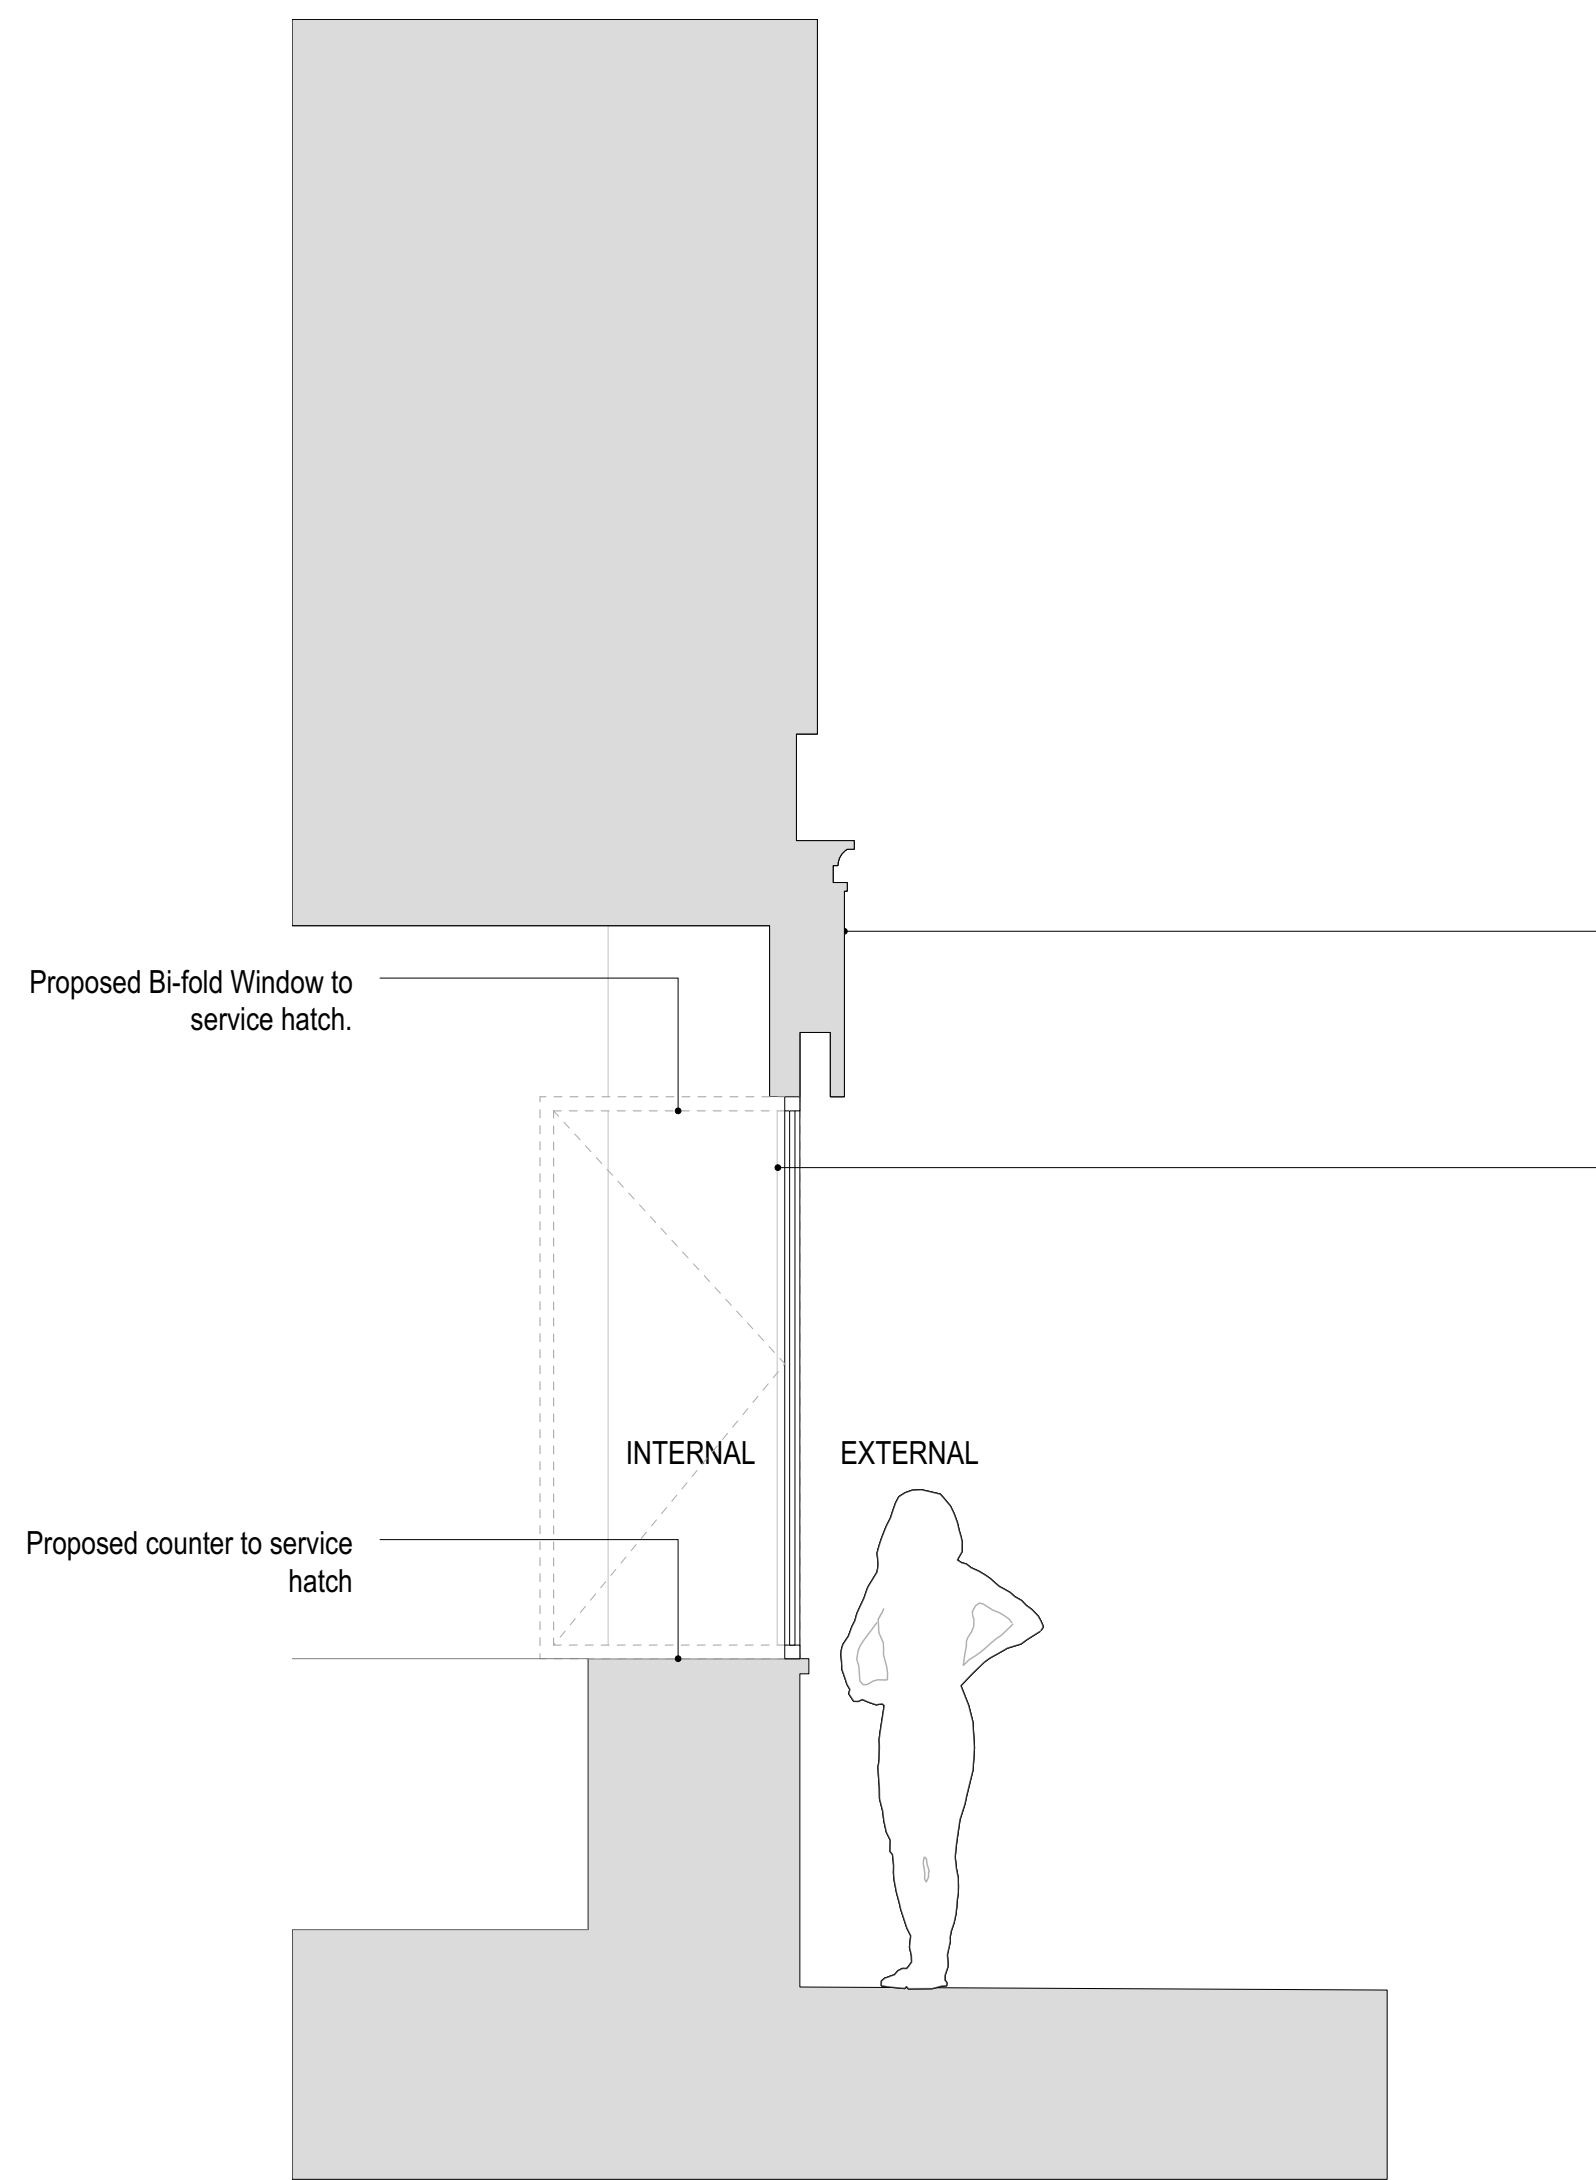 Proposed Bi-fold Window to
service hatch.
INTERNAL
EXTERNAL
Proposed counter to service
hatch